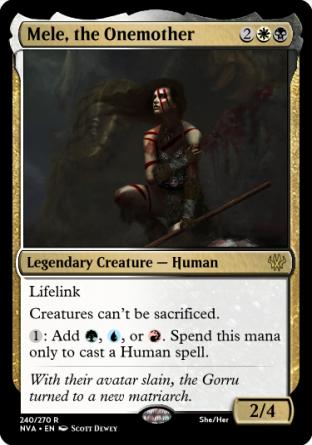 Mele, the Onemother 2
Legendary Creature — Human
Lifelink
Creatures can't be sacrificed.
1: Add , , or . Spend this mana
only to cast a Human spell.
With their avatar slain, the Gorru
turned to a new matriarch.
2/4
240/270 R She/Her
NVA • EN Scott Dewey